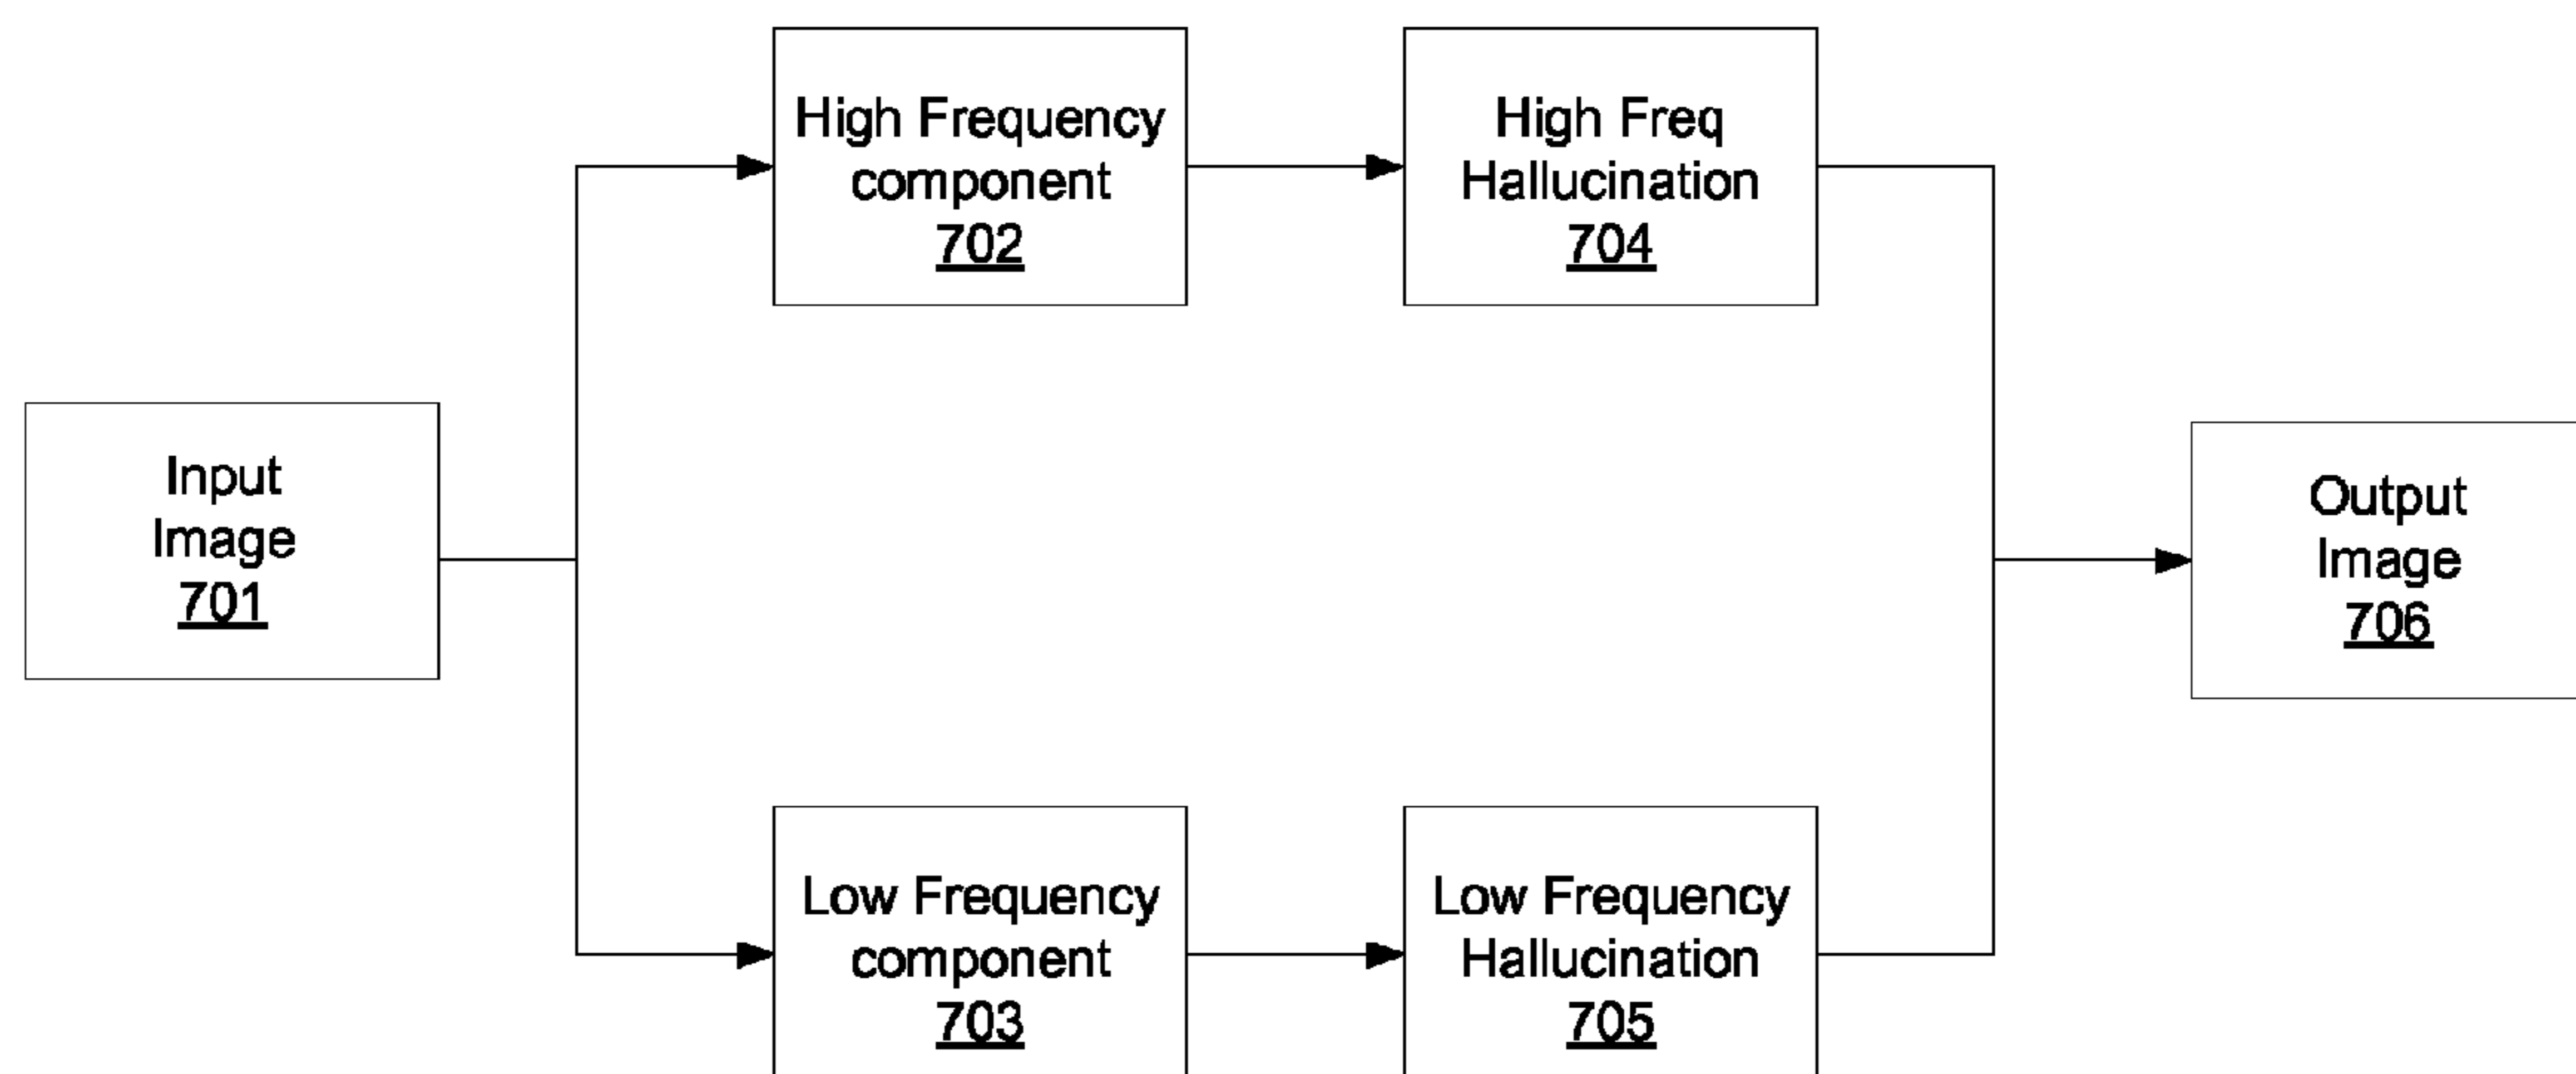 Input
Image
701
High Frequency
component
702
High Freq
Hallucination
704
Low Frequency
component
703
Low Frequency
Hallucination
705
Output
Image
706